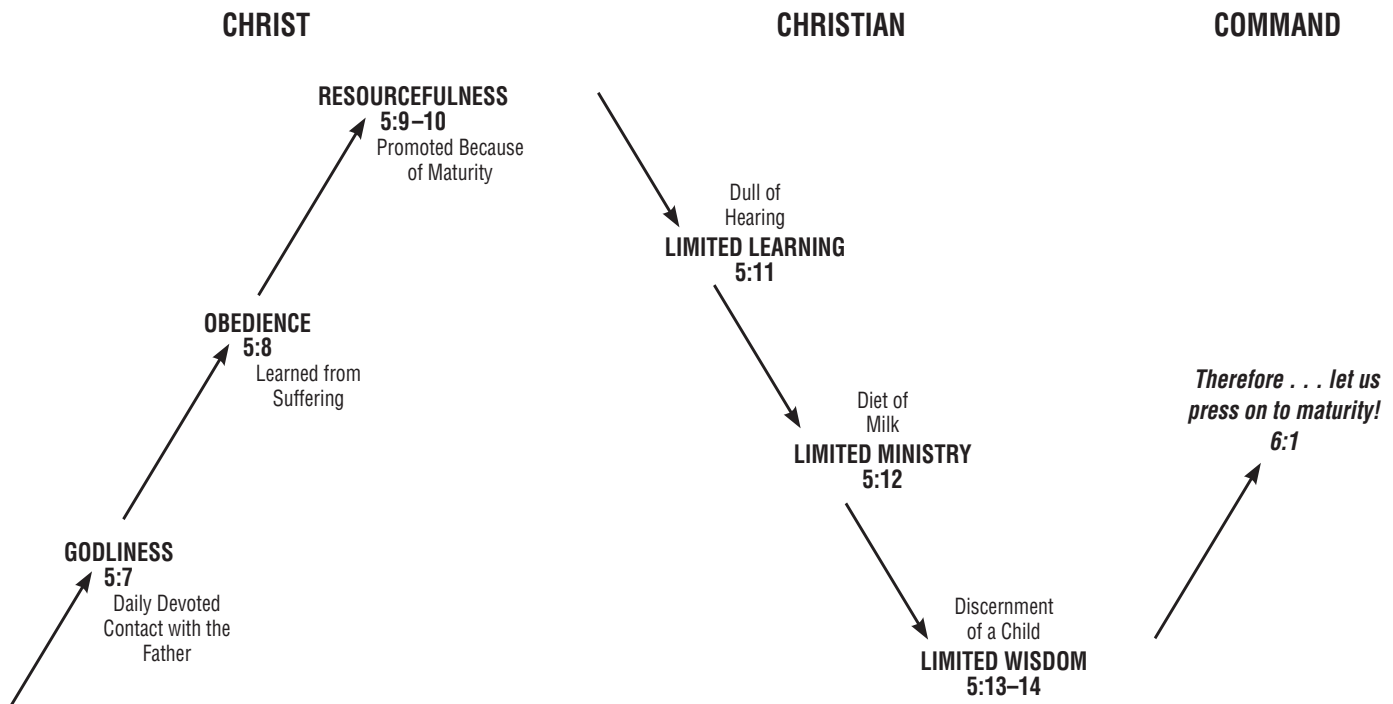 CHRIST
CHRISTIAN
COMMAND
RESOURCEFULNESS
5:9–10
Promoted Because
of Maturity
OBEDIENCE
5:8
Learned from
Suffering
GODLINESS
5:7
Daily Devoted
Contact with the
Father
Dull of
Hearing
LIMITED LEARNING
5:11
Diet of
Milk
LIMITED MINISTRY
5:12
Discernment
of a Child
LIMITED WISDOM
5:13–14
Therefore . . . let us
press on to maturity!
6:1